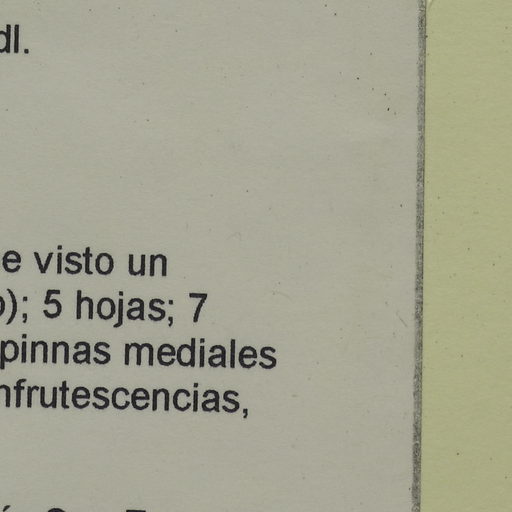 dl.
e visto un
); 5 hojas; 7
pinnas mediales
nfrutescencias,